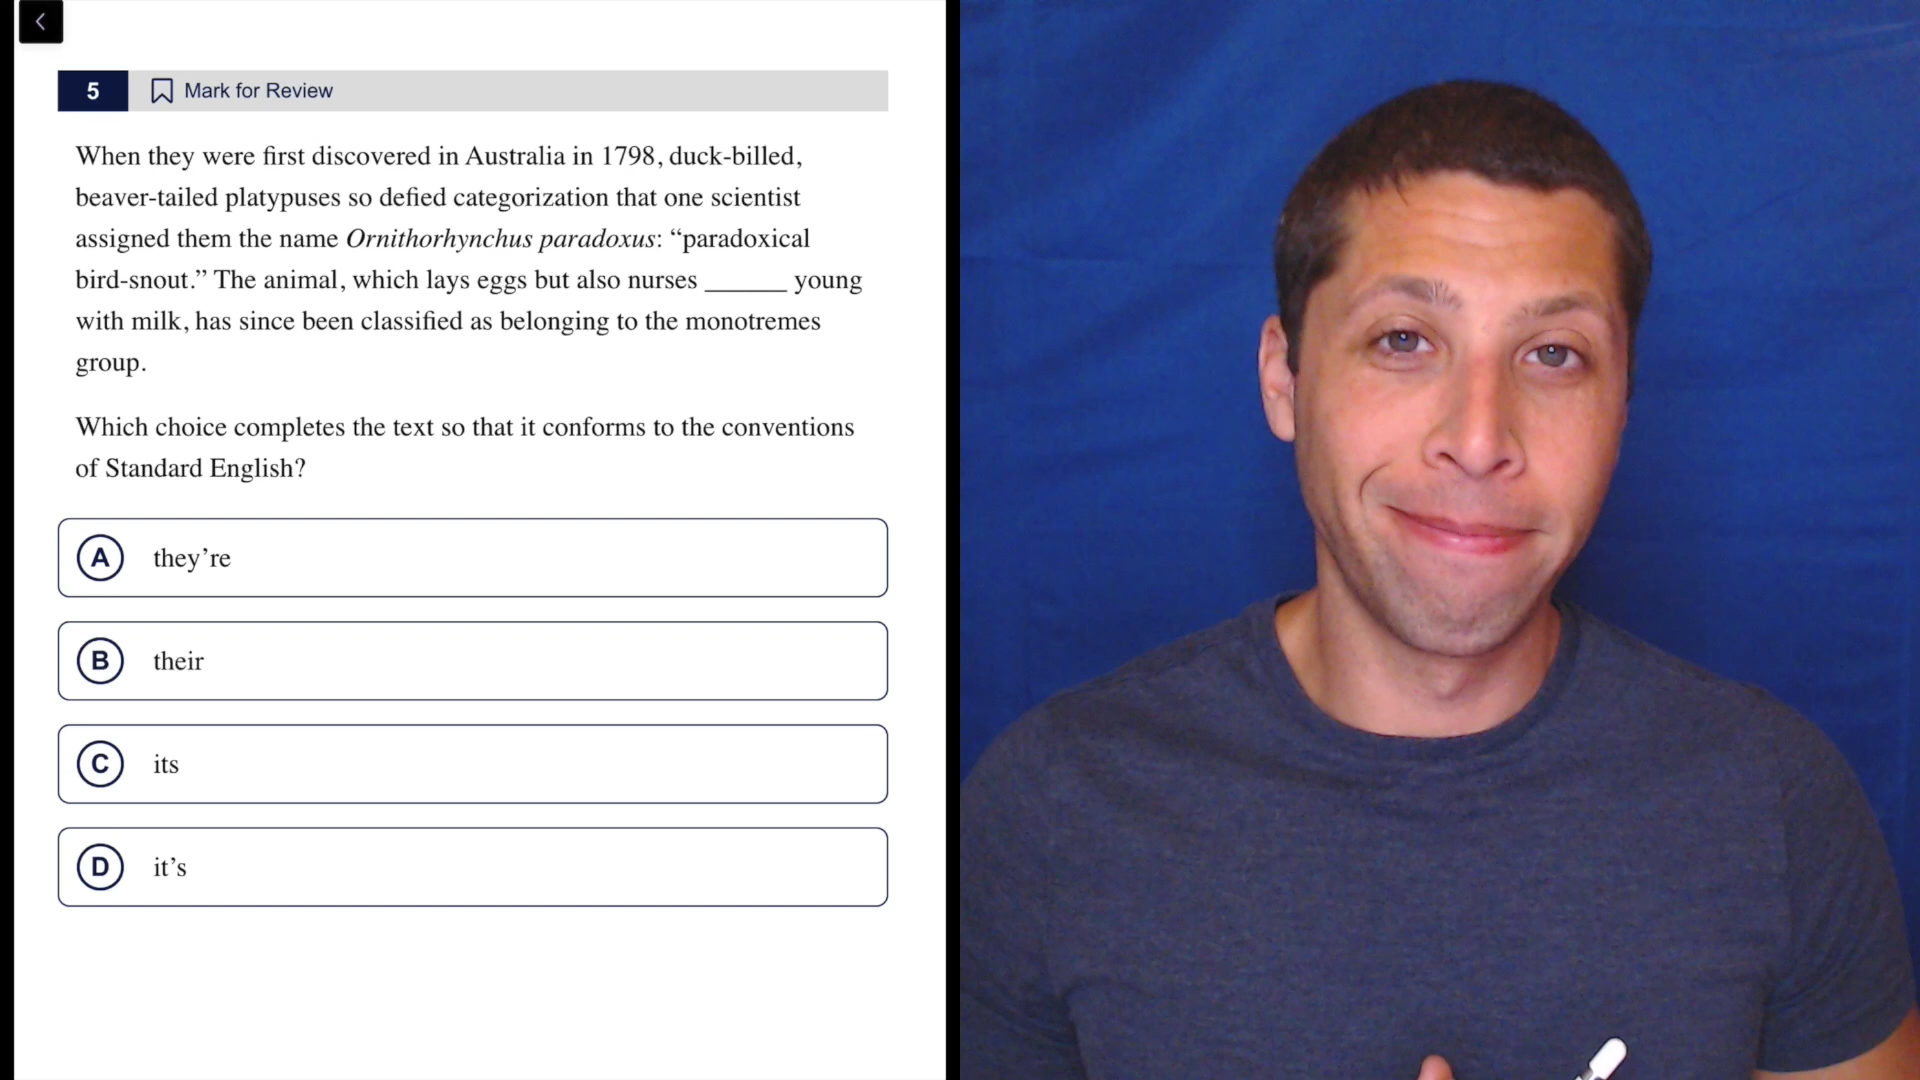 5
Mark for Review
When they were first discovered in Australia in 1798, duck-billed,
beaver-tailed platypuses so defied categorization that one scientist
assigned them the name Ornithorhynchus paradoxus: “paradoxical
bird-snout.” The animal, which lays eggs but also nurses ______ young
with milk, has since been classified as belonging to the monotremes
group.
Which choice completes the text so that it conforms to the conventions
of Standard English?
A they’re
B their
C its
D it’s